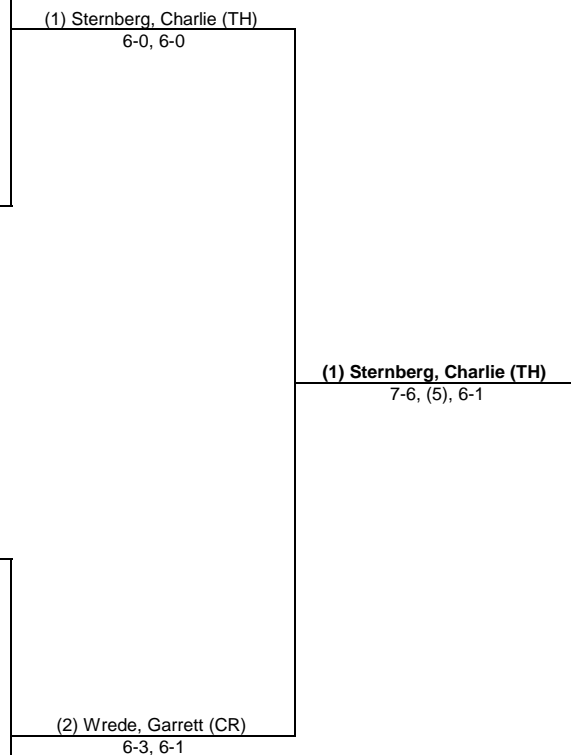 (1) Sternberg, Charlie (TH)
6-0, 6-0
(1) Sternberg, Charlie (TH)
7-6, (5), 6-1
(2) Wrede, Garrett (CR)
6-3, 6-1